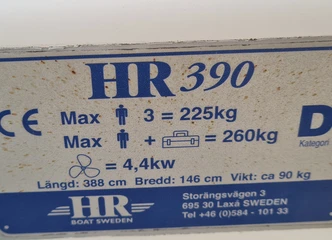 HR 390
CE Max 3 = 225kg
Max + = 260kg
D
Kategori
= 4,4kw
Längd: 388 cm Bredd: 146 cm Vikt: ca 90 kg
HR
BOAT SWEDEN
Storängsvägen 3
695 30 Laxå SWEDEN
Tel +46 (0)584 - 101 33